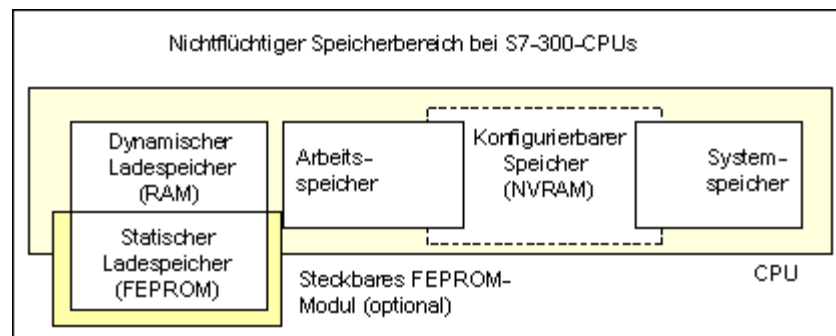 Nichtflüchtiger Speicherbereich bei S7-300-CPUs
Dynamischer
Ladespeicher
(RAM)
Arbeits-
speicher
Konfigurierbarer
Speicher
(NVRAM)
System-
speicher
Statischer
Ladespeicher
(FEPROM)
Steckbares FEPROM-
Modul (optional)
CPU